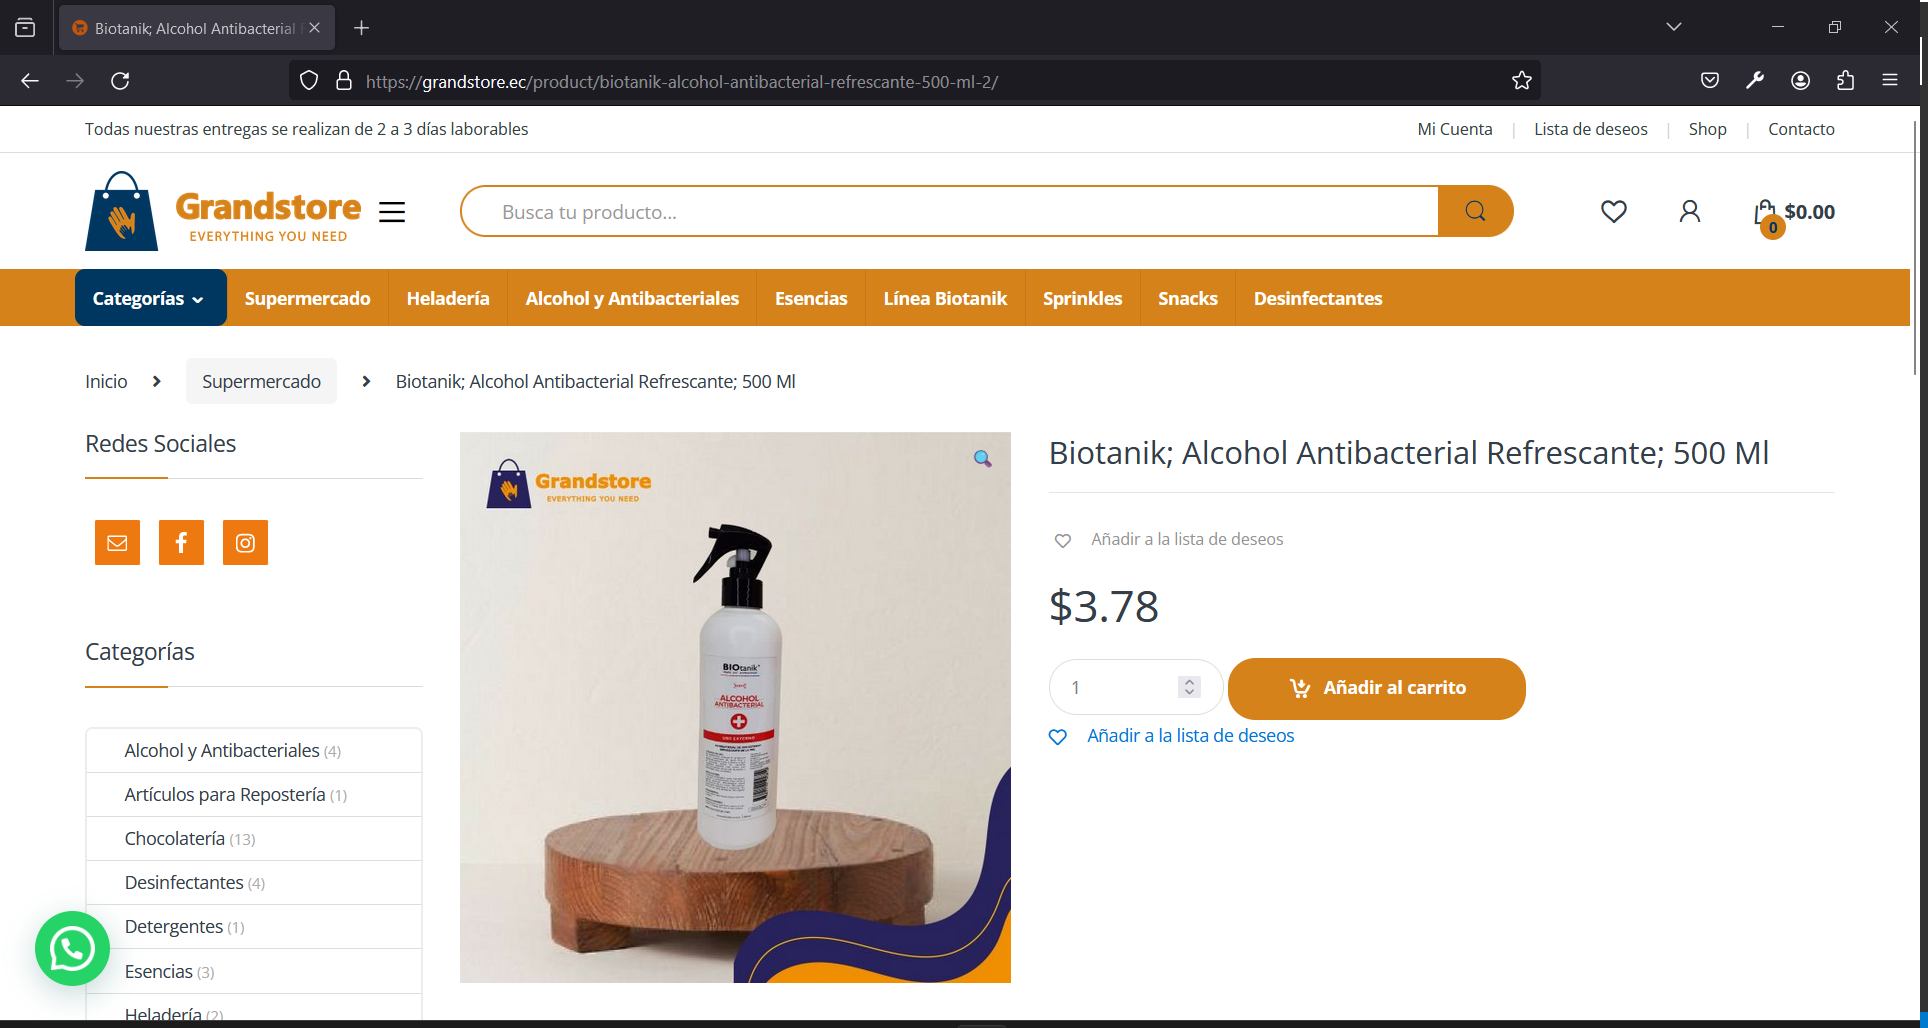 Biotanik; Alcohol Antibacterial
https://grandstore.ec/product/biotanik-alcohol-antibacterial-refrescante-500-ml-2/
Todas nuestras entregas se realizan de 2 a 3 días laborables
Mi Cuenta
Lista de deseos
Shop
Contacto
Grandstore
EVERYTHING YOU NEED
Busca tu producto...
$0.00
0
Categorías
Supermercado
Heladería
Alcohol y Antibacteriales
Esencias
Línea Biotanik
Sprinkles
Snacks
Desinfectantes
Inicio
Supermercado
Biotanik; Alcohol Antibacterial Refrescante; 500 Ml
Redes Sociales
Categorías
Alcohol y Antibacteriales (4)
Artículos para Repostería (1)
Chocolatería (13)
Desinfectantes (4)
Detergentes (1)
Esencias (3)
Heladería (2)
Grandstore
EVERYTHING YOU NEED
BIOtanik
ALCOHOL
ANTIBACTERIAL
USO EXTERNO
Biotanik; Alcohol Antibacterial Refrescante; 500 Ml
Añadir a la lista de deseos
$3.78
1
Añadir al carrito
Añadir a la lista de deseos